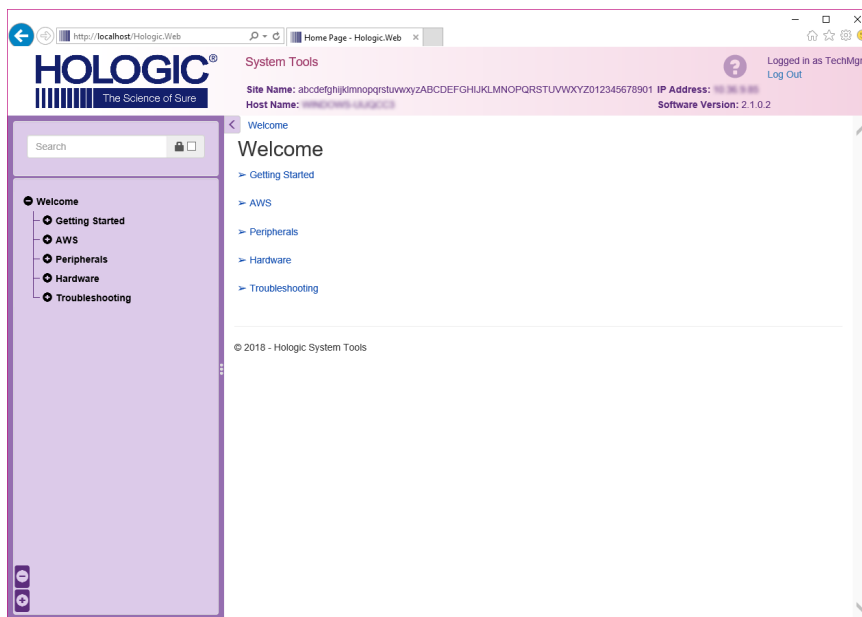 http://localhost/Hologic.Web
Home Page - Hologic.Web
HOLOGIC®
The Science of Sure
System Tools
Logged in as TechMgr
Log Out
Site Name: abcdefghijklmnopqrstuvwxyzABCDEFGHIJKLMNOPQRSTUVWXYZ012345678901 IP Address:
Host Name:
Software Version: 2.1.0.2
Search
Welcome
Getting Started
AWS
Peripherals
Hardware
Troubleshooting
Welcome
Welcome
➢ Getting Started
➢ AWS
➢ Peripherals
➢ Hardware
➢ Troubleshooting
© 2018 - Hologic System Tools